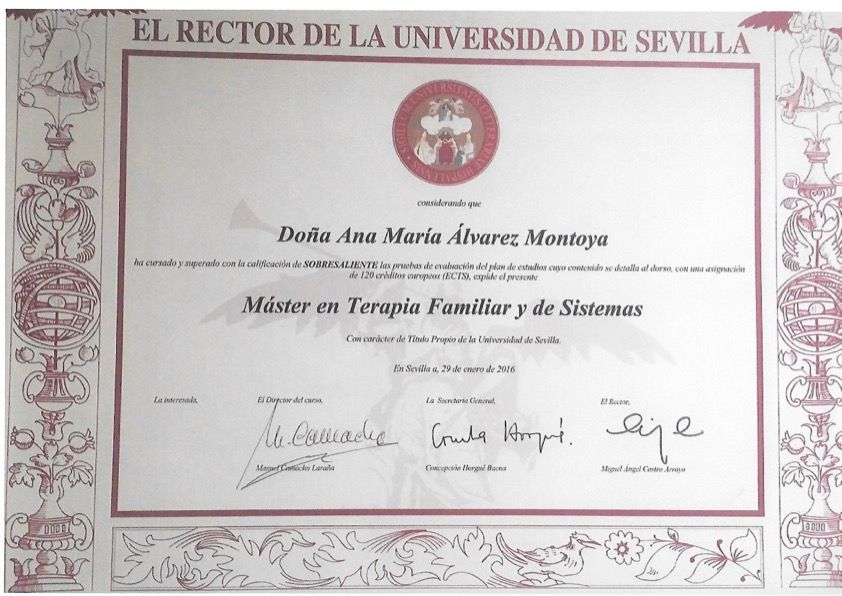 EL RECTOR DE LA UNIVERSIDAD DE SEVILLA
considerando que
Doña Ana María Álvarez Montoya
ha cursado y superado con la calificación de SOBRESALIENTE las pruebas de evaluación del plan de estudios cuyo contenido se detalla al dorso, con una asignación
de 120 créditos europeos (ECTS), expide el presente
Máster en Terapia Familiar y de Sistemas
Con carácter de Título Propio de la Universidad de Sevilla.
En Sevilla a, 29 de enero de 2016
La interesada, El Director del curso, La Secretaria General, El Rector,
M. Camacho
Manuel Camacho Laraña Concepción Horgué Baena Miguel Ángel Castro Arroyo